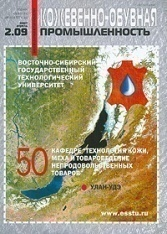 2.09
КОЖЕВЕННО-ОБУВНАЯ
ПРОМЫШЛЕННОСТЬ
ВОСТОЧНО-СИБИРСКИЙ
ГОСУДАРСТВЕННЫЙ
ТЕХНОЛОГИЧЕСКИЙ
УНИВЕРСИТЕТ
50
КАФЕДРЕ "ТЕХНОЛОГИЯ КОЖИ,
МЕХА И ТОВАРОВЕДЕНИЕ
НЕПРОДОВОЛЬСТВЕННЫХ
ТОВАРОВ"
УЛАН-УДЭ
www.esstu.ru